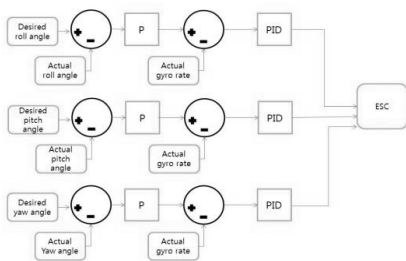 Desired
roll angle
+
-
P
+
-
PID
Actual
roll angle
Actual
gyro rate
ESC
Desired
pitch
angle
+
-
P
+
-
PID
Actual
pitch
angle
Actual
gyro rate
Desired
yaw angle
+
-
P
+
-
PID
Actual
Yaw angle
Actual
gyro rate